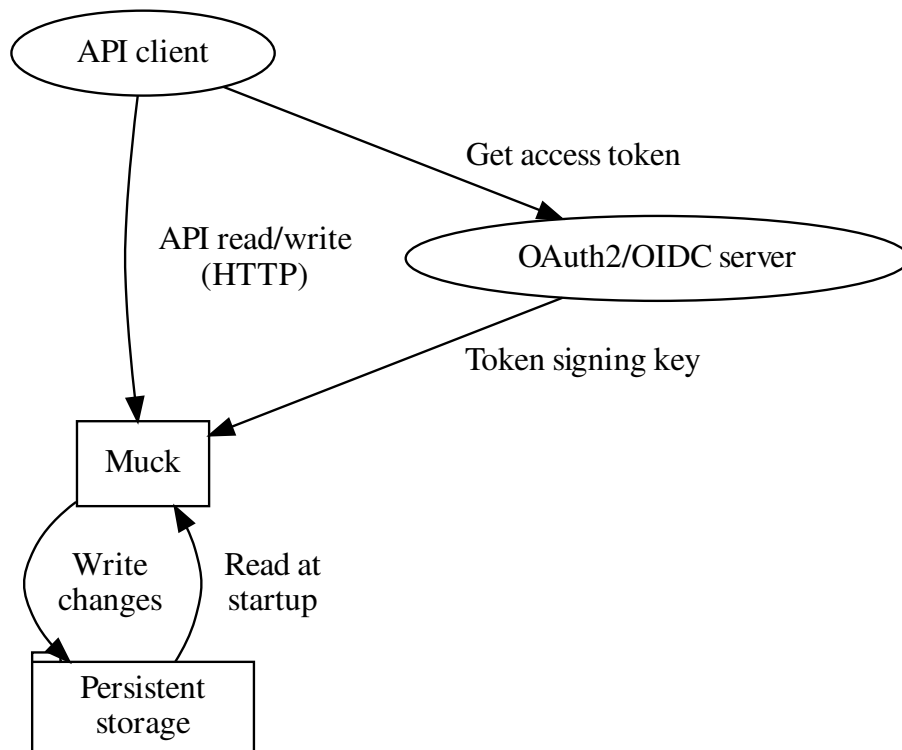 API client
Get access token
API read/write
(HTTP)
OAuth2/OIDC server
Token signing key
Muck
Write
changes
Read at
startup
Persistent
storage